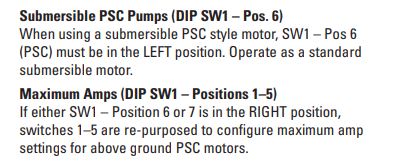 Submersible PSC Pumps (DIP SW1 – Pos. 6)
When using a submersible PSC style motor, SW1 – Pos 6
(PSC) must be in the LEFT position. Operate as a standard
submersible motor.
Maximum Amps (DIP SW1 – Positions 1–5)
If either SW1 – Position 6 or 7 is in the RIGHT position,
switches 1–5 are re-purposed to configure maximum amp
settings for above ground PSC motors.